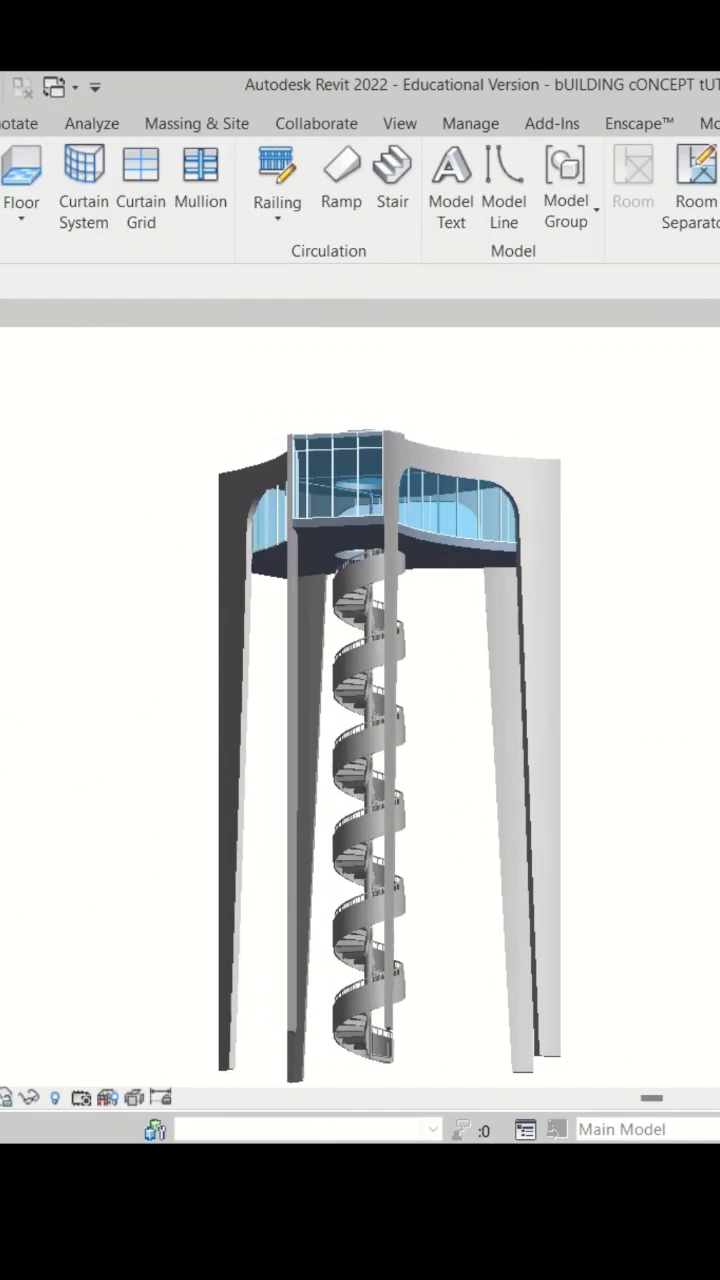 Autodesk Revit 2022 - Educational Version - bUILDING cONCEPT tUT
otate Analyze Massing & Site Collaborate View Manage Add-Ins Enscape™ Mo
Floor Curtain System Curtain Grid Mullion Railing Ramp Stair Model Text Model Line Model Group Room Room Separato
Circulation Model
:0 Main Model